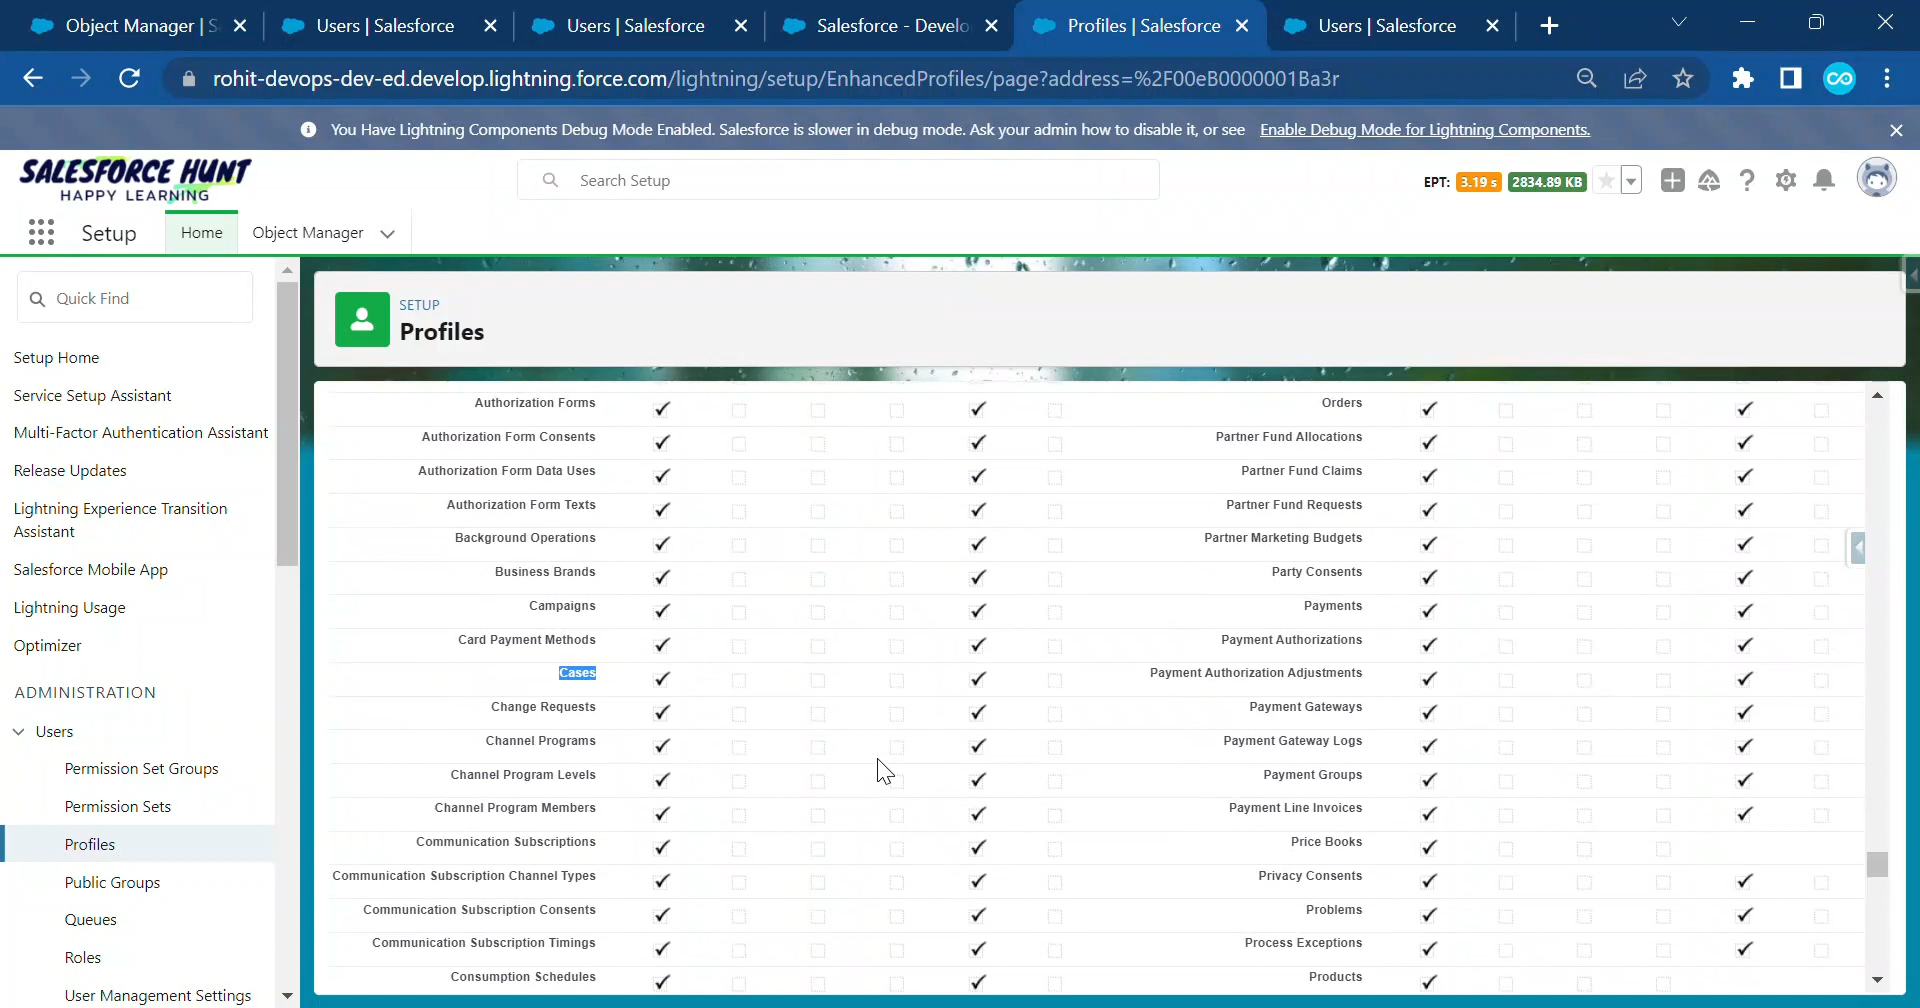 Object Manager | S
Users | Salesforce
Users | Salesforce
Salesforce - Develo
Profiles | Salesforce
Users | Salesforce
rohit-devops-dev-ed.develop.lightning.force.com/lightning/setup/EnhancedProfiles/page?address=%2F00eB0000001Ba3r
You Have Lightning Components Debug Mode Enabled. Salesforce is slower in debug mode. Ask your admin how to disable it, or see Enable Debug Mode for Lightning Components.
SALESFORCE HUNT
HAPPY LEARNING
Search Setup
EPT: 3.19 s 2834.89 KB
Setup
Home
Object Manager
Quick Find
Setup Home
Service Setup Assistant
Multi-Factor Authentication Assistant
Release Updates
Lightning Experience Transition
Assistant
Salesforce Mobile App
Lightning Usage
Optimizer
ADMINISTRATION
Users
Permission Set Groups
Permission Sets
Profiles
Public Groups
Queues
Roles
User Management Settings
SETUP
Profiles
Authorization Forms
Orders
Authorization Form Consents
Partner Fund Allocations
Authorization Form Data Uses
Partner Fund Claims
Authorization Form Texts
Partner Fund Requests
Background Operations
Partner Marketing Budgets
Business Brands
Party Consents
Campaigns
Payments
Card Payment Methods
Payment Authorizations
Cases
Payment Authorization Adjustments
Change Requests
Payment Gateways
Channel Programs
Payment Gateway Logs
Channel Program Levels
Payment Groups
Channel Program Members
Payment Line Invoices
Communication Subscriptions
Price Books
Communication Subscription Channel Types
Privacy Consents
Communication Subscription Consents
Problems
Communication Subscription Timings
Process Exceptions
Consumption Schedules
Products